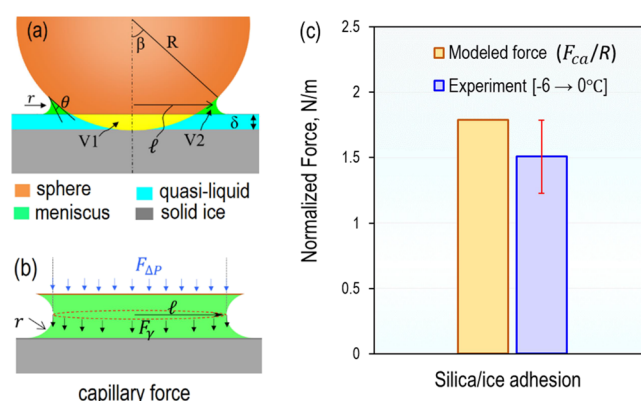 (a)
β
R
r
θ
δ
V1
ℓ
V2
sphere
quasi-liquid
meniscus
solid ice
(b)
F_ΔP
ℓ
r
F_γ
capillary force
(c)
Modeled force (F_ca/R)
Experiment [-6 → 0°C]
Normalized Force, N/m
2.5
2
1.5
1
0.5
0
Silica/ice adhesion